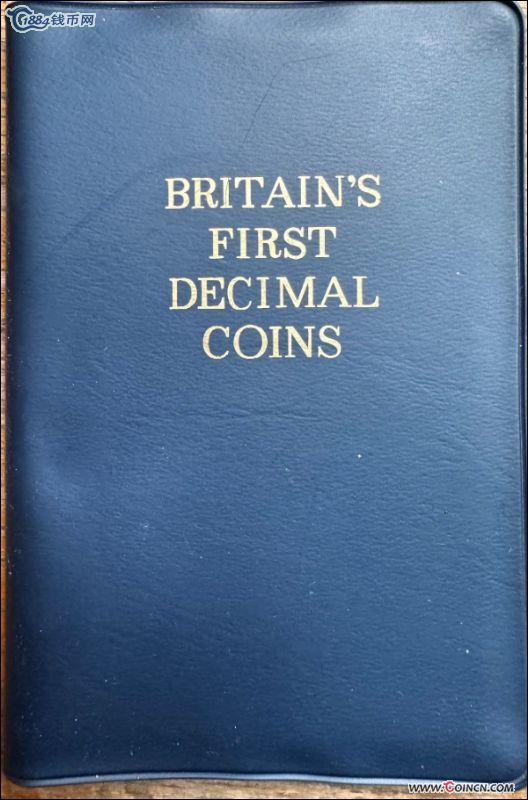 1884钱币网
BRITAIN'S
FIRST
DECIMAL
COINS
www.COINCN.COM